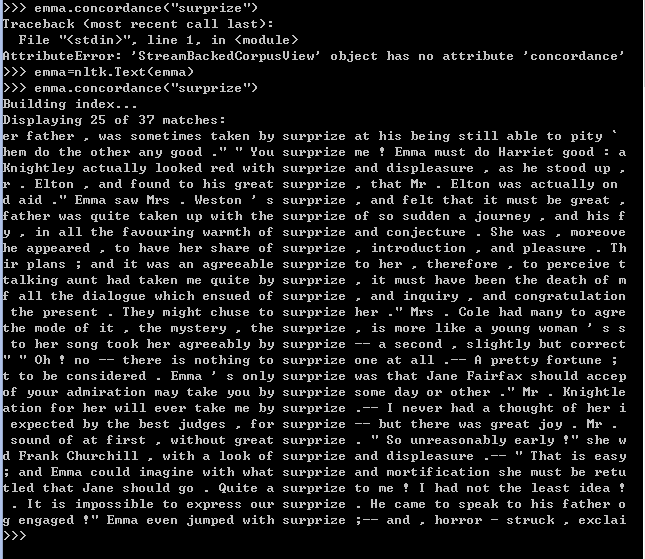 >>> emma.concordance("surprize")
Traceback (most recent call last):
  File "<stdin>", line 1, in <module>
AttributeError: 'StreamBackedCorpusView' object has no attribute 'concordance'
>>> emma=nltk.Text(emma)
>>> emma.concordance("surprize")
Building index...
Displaying 25 of 37 matches:
er father , was sometimes taken by surprize at his being still able to pity `
hem do the other any good ." " You surprize me ! Emma must do Harriet good : a
Knightley actually looked red with surprize and displeasure , as he stood up ,
r . Elton , and found to his great surprize , that Mr . Elton was actually on
d aid ." Emma saw Mrs . Weston ' s surprize , and felt that it must be great ,
father was quite taken up with the surprize of so sudden a journey , and his f
y , in all the favouring warmth of surprize and conjecture . She was , moreove
he appeared , to have her share of surprize , introduction , and pleasure . Th
ir plans ; and it was an agreeable surprize to her , therefore , to perceive t
talking aunt had taken me quite by surprize , it must have been the death of m
f all the dialogue which ensued of surprize , and inquiry , and congratulation
 the present . They might chuse to surprize her ." Mrs . Cole had many to agre
the mode of it , the mystery , the surprize , is more like a young woman ' s s
 to her song took her agreeably by surprize -- a second , slightly but correct
" " Oh ! no -- there is nothing to surprize one at all .-- A pretty fortune ;
t to be considered . Emma ' s only surprize was that Jane Fairfax should accep
of your admiration may take you by surprize some day or other ." Mr . Knightle
ation for her will ever take me by surprize .-- I never had a thought of her i
 expected by the best judges , for surprize -- but there was great joy . Mr .
 sound of at first , without great surprize . " So unreasonably early !" she w
d Frank Churchill , with a look of surprize and displeasure .-- " That is easy
; and Emma could imagine with what surprize and mortification she must be retu
tled that Jane should go . Quite a surprize to me ! I had not the least idea !
 . It is impossible to express our surprize . He came to speak to his father o
g engaged !" Emma even jumped with surprize ;-- and , horror - struck , exclai
>>>